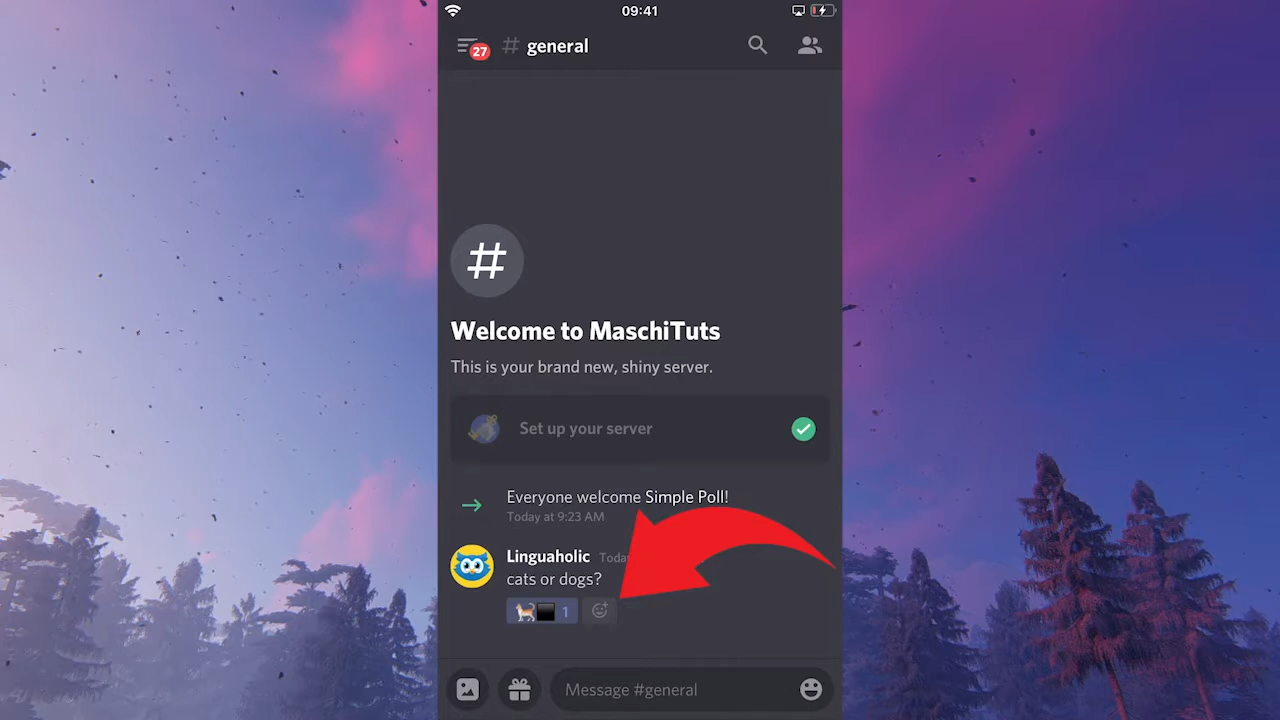 09:41
27
# general
Welcome to MaschiTuts
This is your brand new, shiny server.
Set up your server
Everyone welcome Simple Poll!
Today at 9:23 AM
Linguaholic
cats or dogs?
1
Message #general